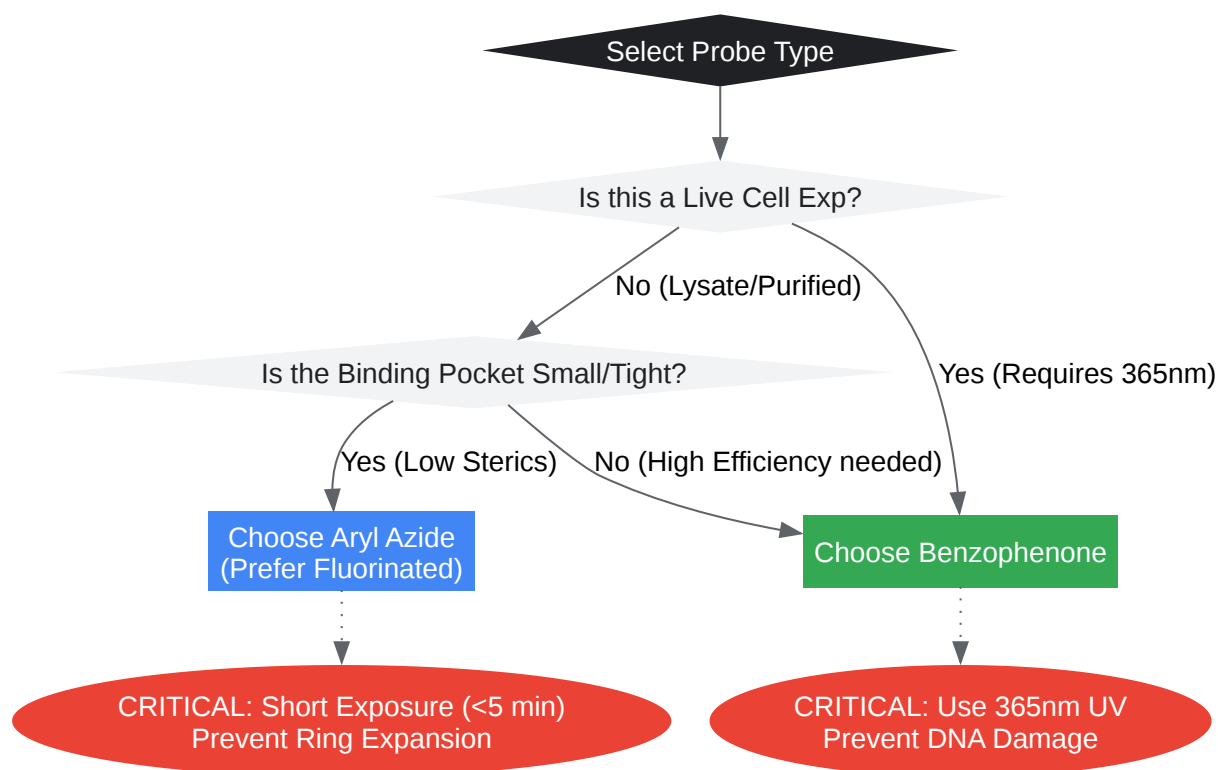 Select Probe Type
Is this a Live Cell Exp?
No (Lysate/Purified)
Is the Binding Pocket Small/Tight?
Yes (Requires 365nm)
Yes (Low Sterics)
No (High Efficiency needed)
Choose Aryl Azide
(Prefer Fluorinated)
Choose Benzophenone
CRITICAL: Short Exposure (<5 min)
Prevent Ring Expansion
CRITICAL: Use 365nm UV
Prevent DNA Damage